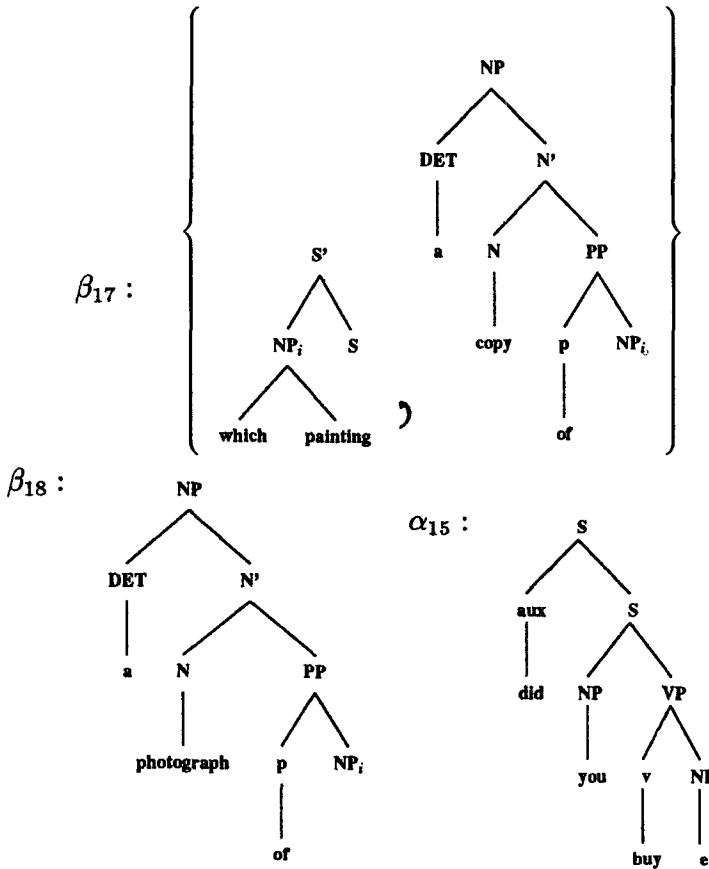 NP
DET N'
a N PP
S'
β17 :
NPi S copy p NPi
which painting , of
β18 : NP
α15 : S
DET N'
aux S
a N PP did NP VP
photograph p NPi you v
of buy e